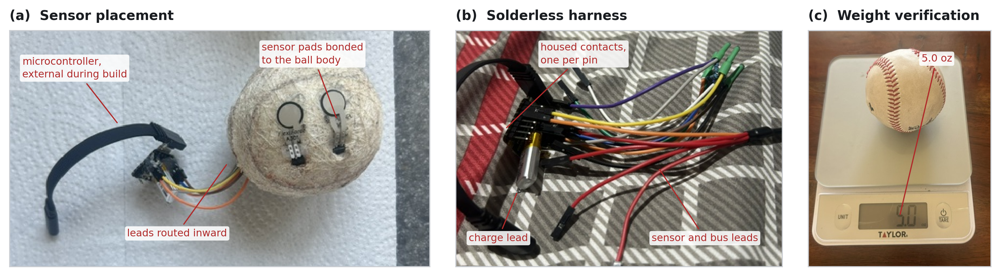 (a) Sensor placement
microcontroller,
external during build
sensor pads bonded
to the ball body
leads routed inward
(b) Solderless harness
housed contacts,
one per pin
charge lead
sensor and bus leads
(c) Weight verification
5.0 oz
5.0 oz
UNIT
TARE
TAYLOR